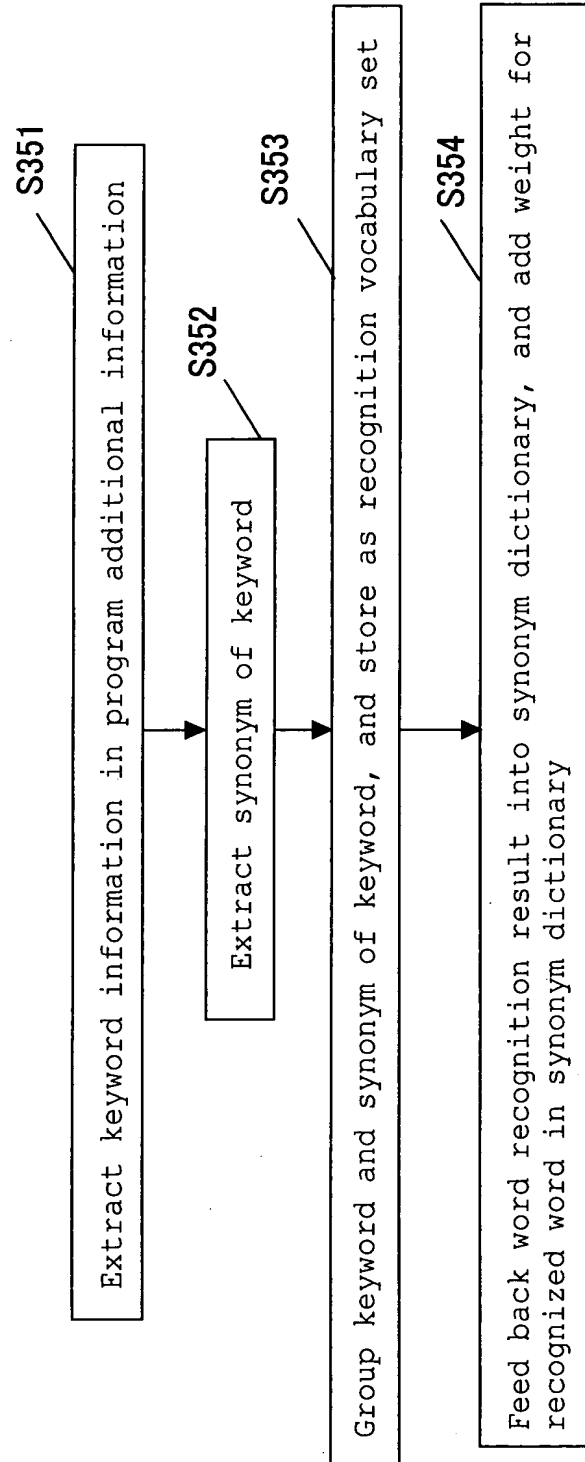 S351
Extract keyword information in program additional information
S352
Extract synonym of keyword
S353
Group keyword and synonym of keyword, and store as recognition vocabulary set
S354
Feed back word recognition result into synonym dictionary, and add weight for
recognized word in synonym dictionary